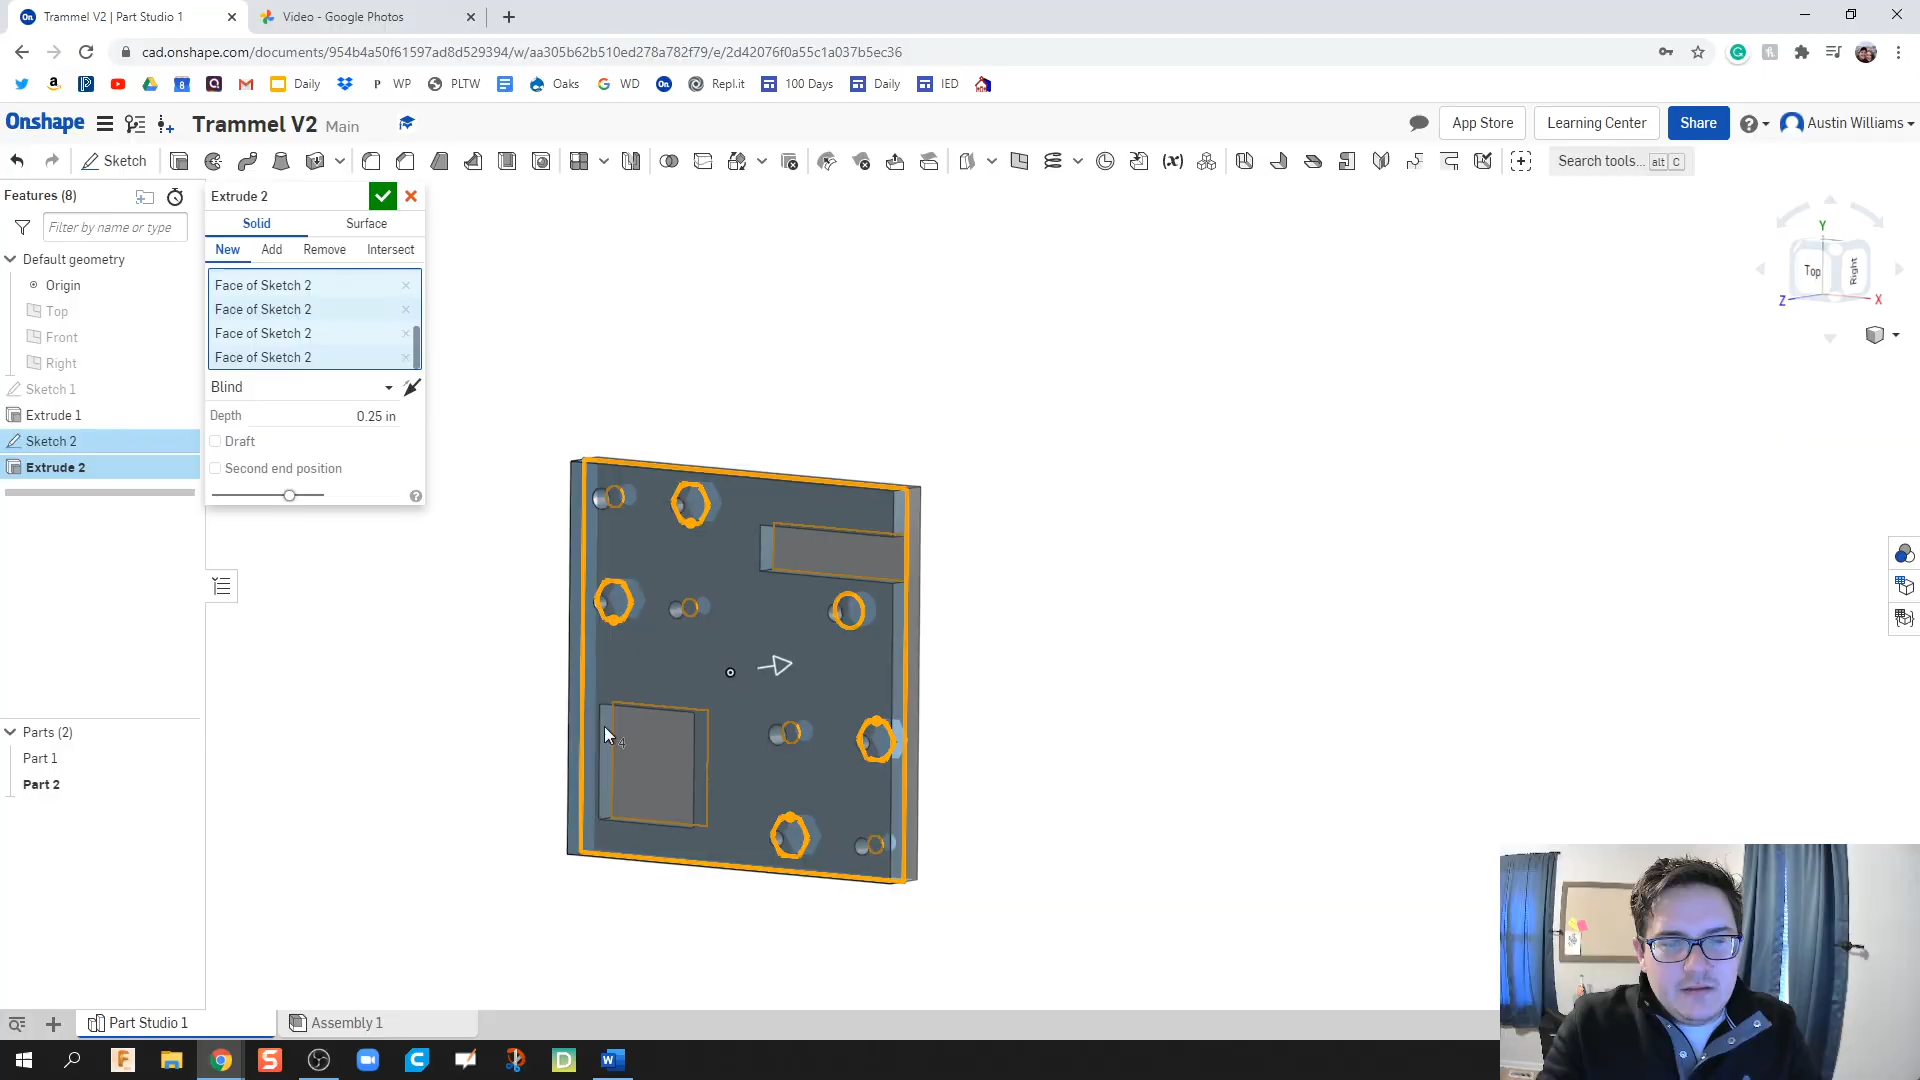 Trammel V2 | Part Studio 1
Video - Google Photos
cad.onshape.com/documents/954b4a50f61597ad8d529394/w/aa305b62b510ed278a782f79/e/2d42076f0a55c1a037b5ec36
Daily
WP
PLTW
Oaks
WD
Repl.it
100 Days
Daily
IED
Onshape
Trammel V2 Main
App Store
Learning Center
Share
Austin Williams
Sketch
Search tools... alt C
Features (8)
Filter by name or type
Default geometry
Origin
Top
Front
Right
Sketch 1
Extrude 1
Sketch 2
Extrude 2
Parts (2)
Part 1
Part 2
Extrude 2
Solid
Surface
New
Add
Remove
Intersect
Face of Sketch 2
Face of Sketch 2
Face of Sketch 2
Face of Sketch 2
Blind
Depth 0.25 in
Draft
Second end position
4
Y
Top
Right
Z
X
Part Studio 1
Assembly 1